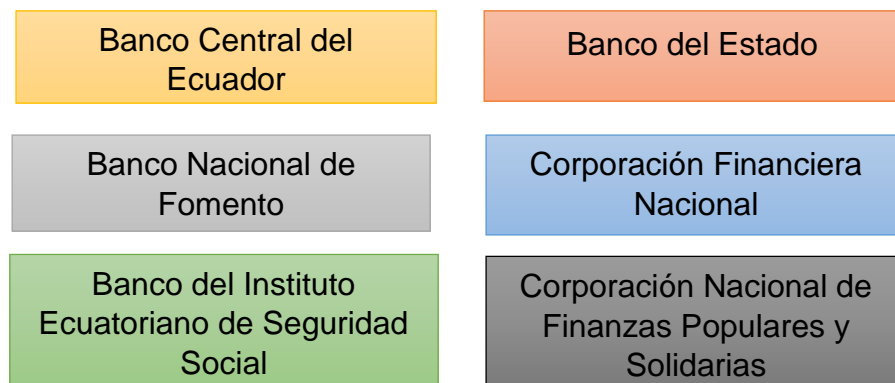 Banco Central del
Ecuador
Banco del Estado
Banco Nacional de
Fomento
Corporación Financiera
Nacional
Banco del Instituto
Ecuatoriano de Seguridad
Social
Corporación Nacional de
Finanzas Populares y
Solidarias